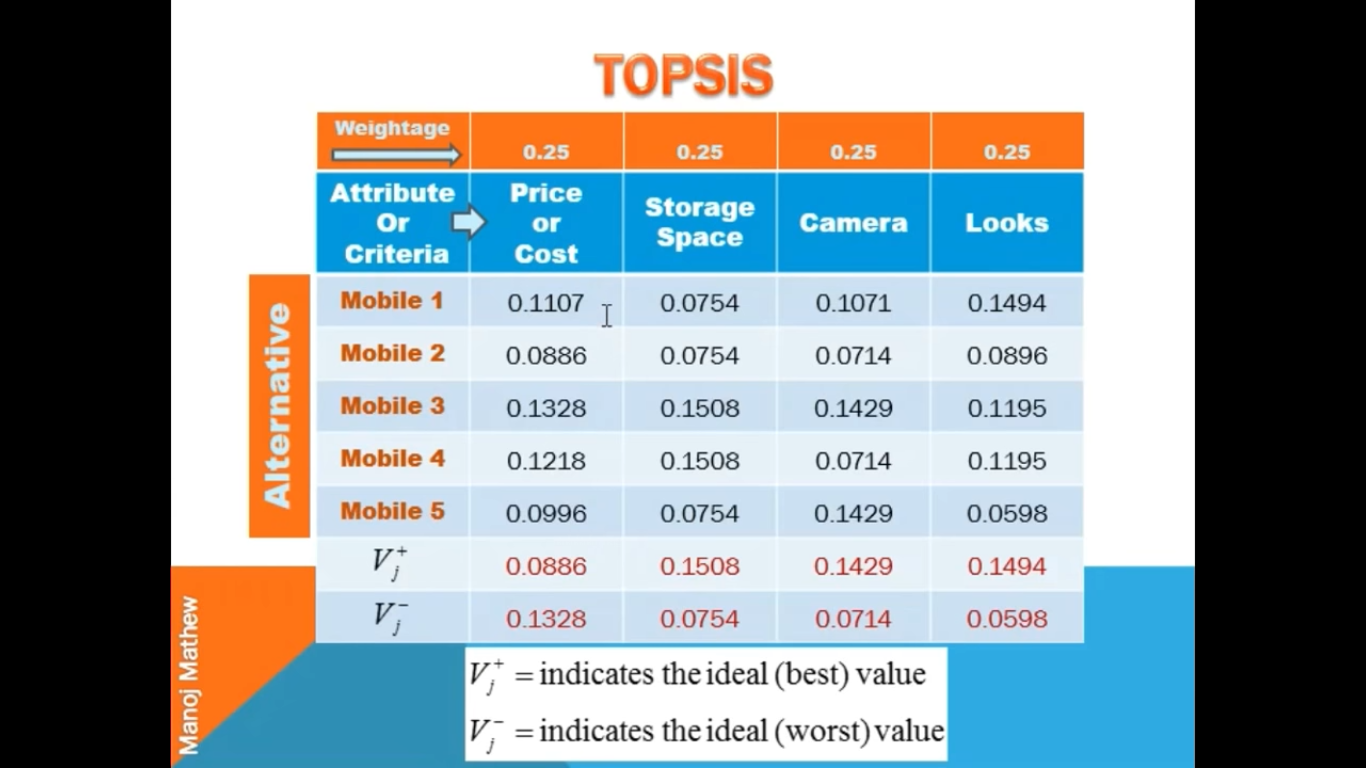 TOPSIS
Weightage 0.25 0.25 0.25 0.25
Attribute Or Criteria Price or Cost Storage Space Camera Looks
Alternative
Mobile 1 0.1107 0.0754 0.1071 0.1494
Mobile 2 0.0886 0.0754 0.0714 0.0896
Mobile 3 0.1328 0.1508 0.1429 0.1195
Mobile 4 0.1218 0.1508 0.0714 0.1195
Mobile 5 0.0996 0.0754 0.1429 0.0598
V_j^+ 0.0886 0.1508 0.1429 0.1494
V_j^- 0.1328 0.0754 0.0714 0.0598
V_j^+ = indicates the ideal (best) value
V_j^- = indicates the ideal (worst) value
Manoj Mathew